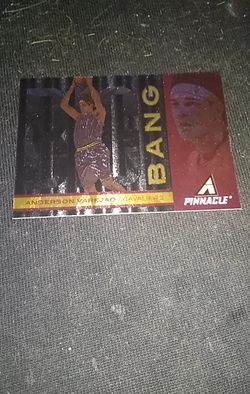 BANG
ANDERSON VAREJAO / CAVALIERS
PINNACLE